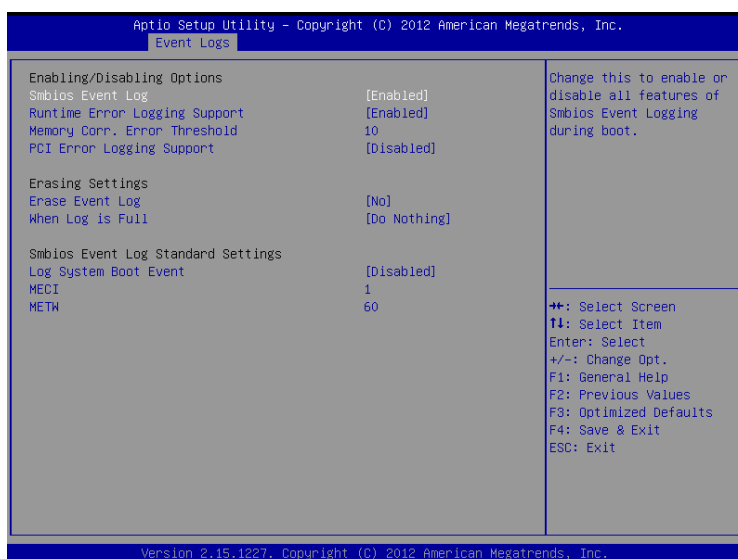 Aptio Setup Utility – Copyright (C) 2012 American Megatrends, Inc.
Event Logs
Enabling/Disabling Options
Smbios Event Log [Enabled]
Runtime Error Logging Support [Enabled]
Memory Corr. Error Threshold 10
PCI Error Logging Support [Disabled]
Erasing Settings
Erase Event Log [No]
When Log is Full [Do Nothing]
Smbios Event Log Standard Settings
Log System Boot Event [Disabled]
MECI 1
METW 60
Change this to enable or
disable all features of
Smbios Event Logging
during boot.
→←: Select Screen
↑↓: Select Item
Enter: Select
+/-: Change Opt.
F1: General Help
F2: Previous Values
F3: Optimized Defaults
F4: Save & Exit
ESC: Exit
Version 2.15.1227. Copyright (C) 2012 American Megatrends, Inc.